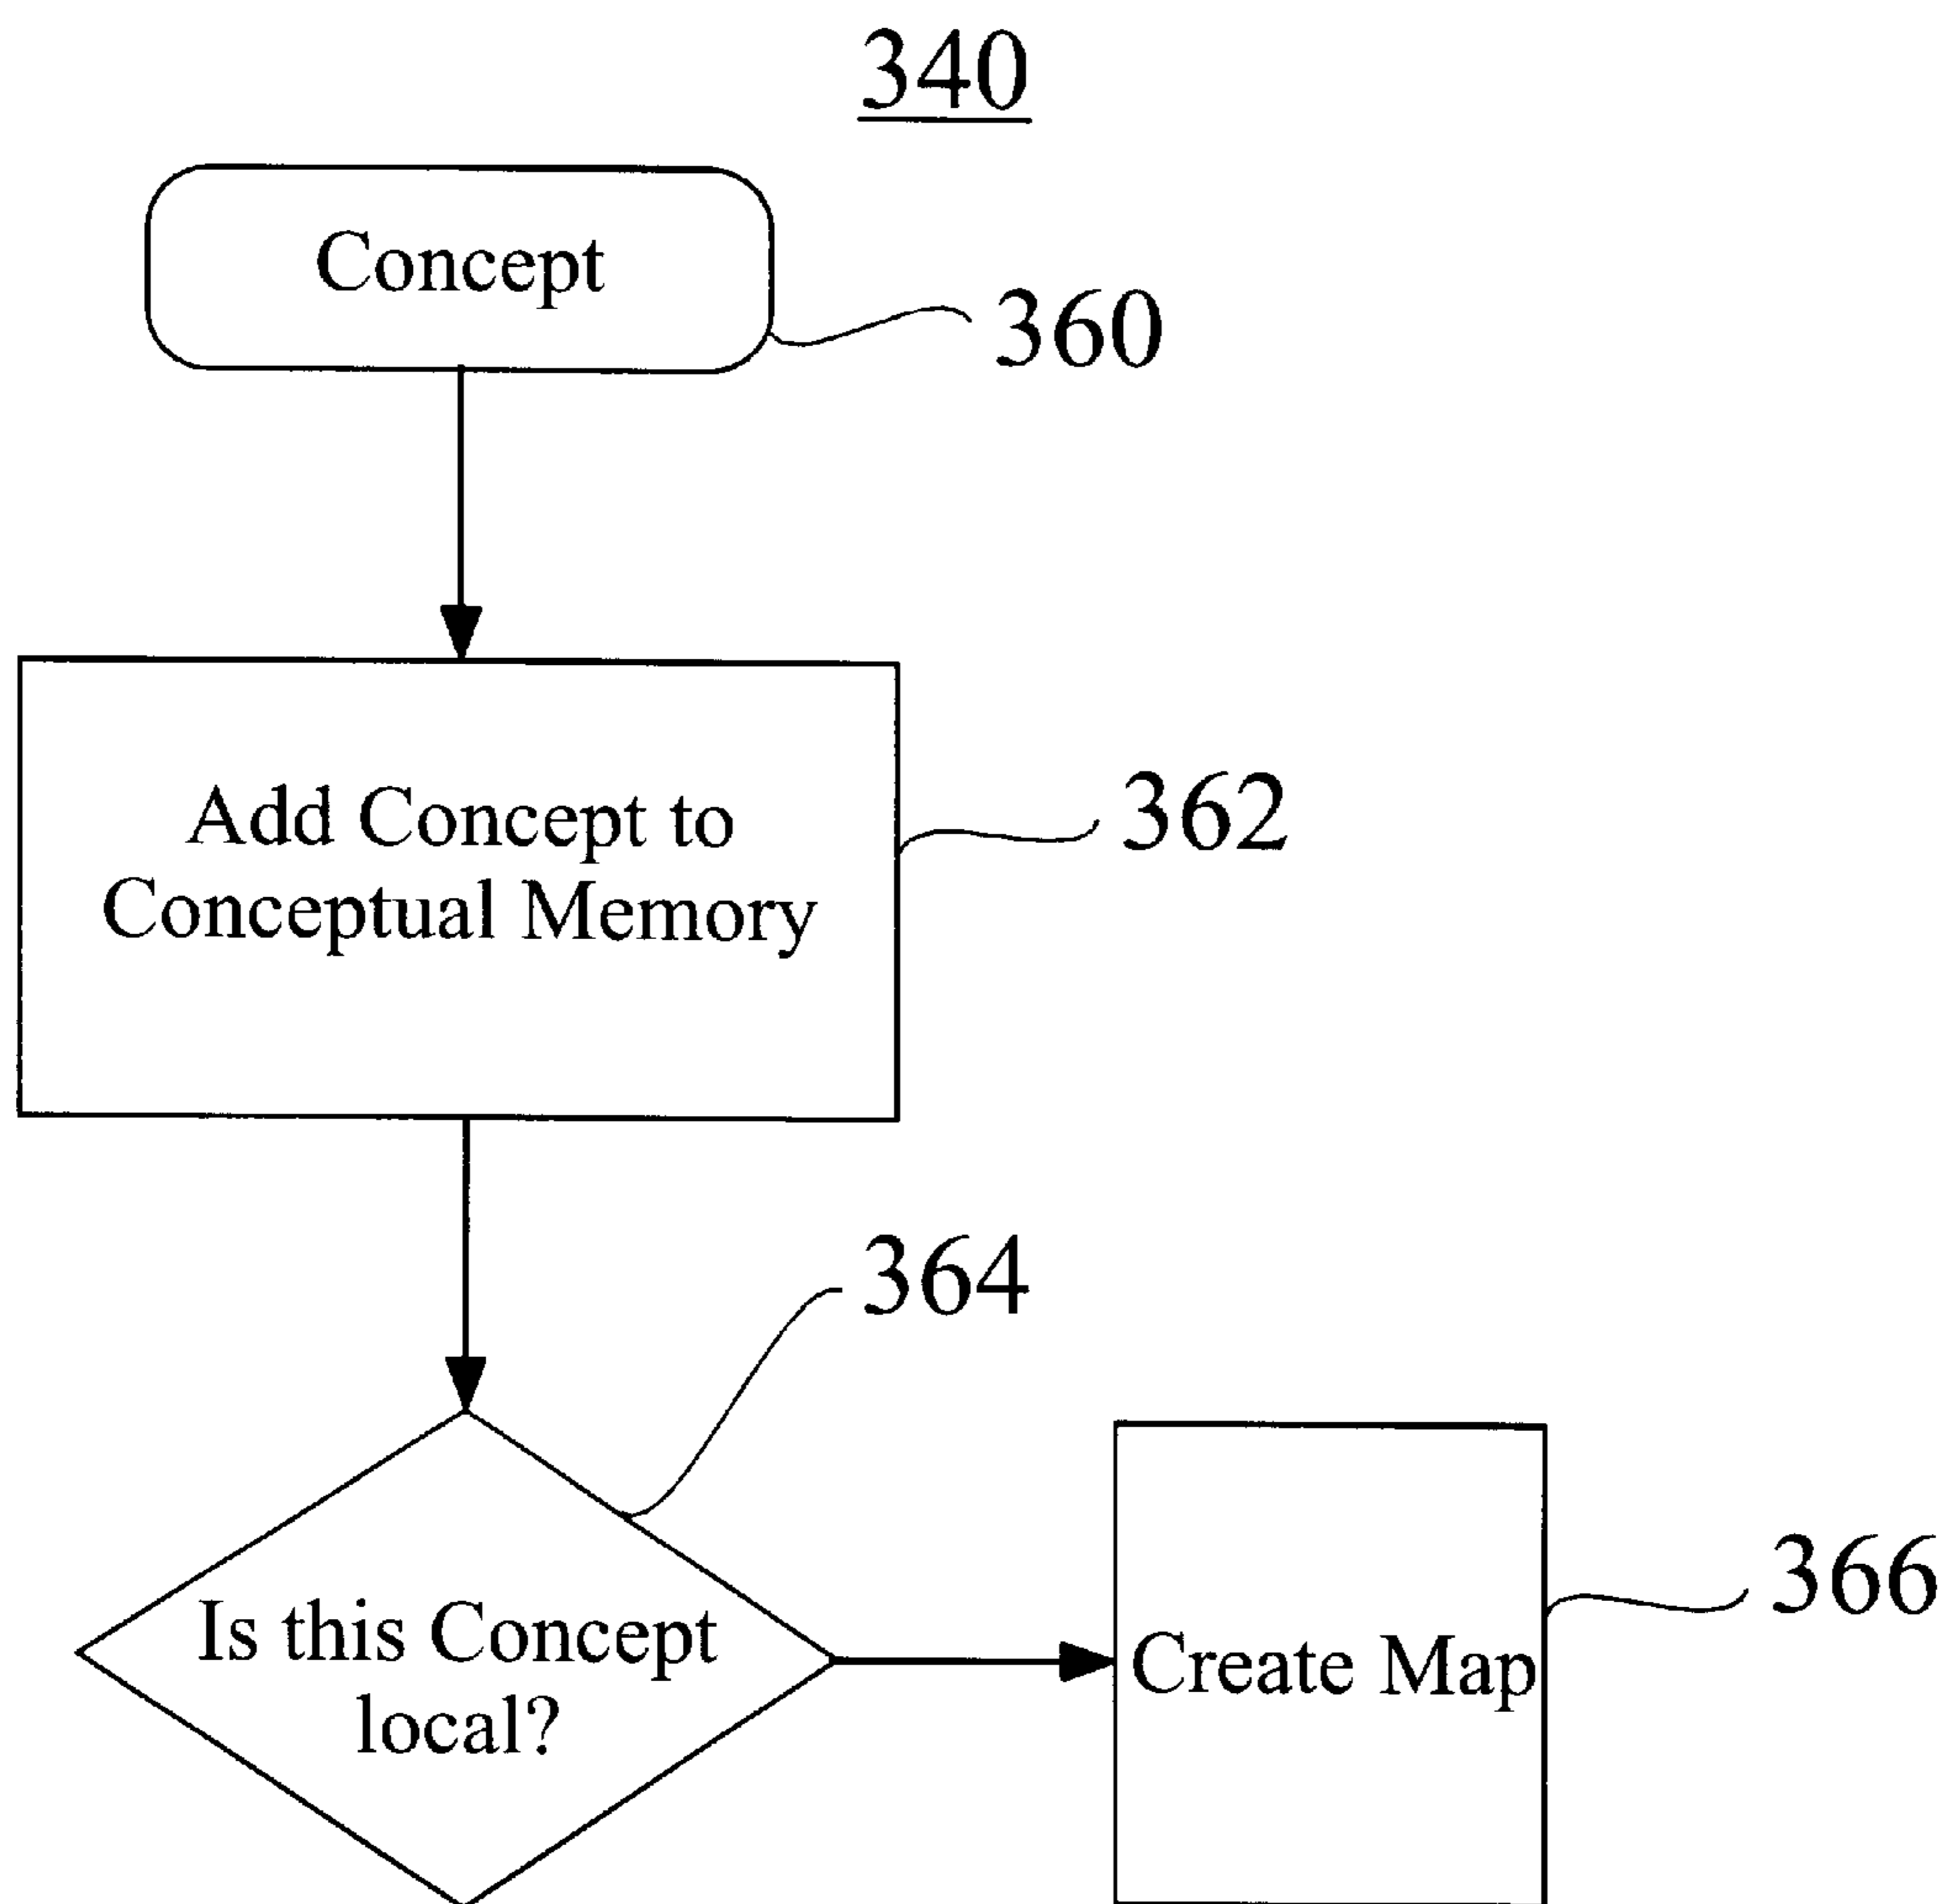 340
Concept
360
Add Concept to
Conceptual Memory
362
364
Is this Concept
local?
Create Map
366